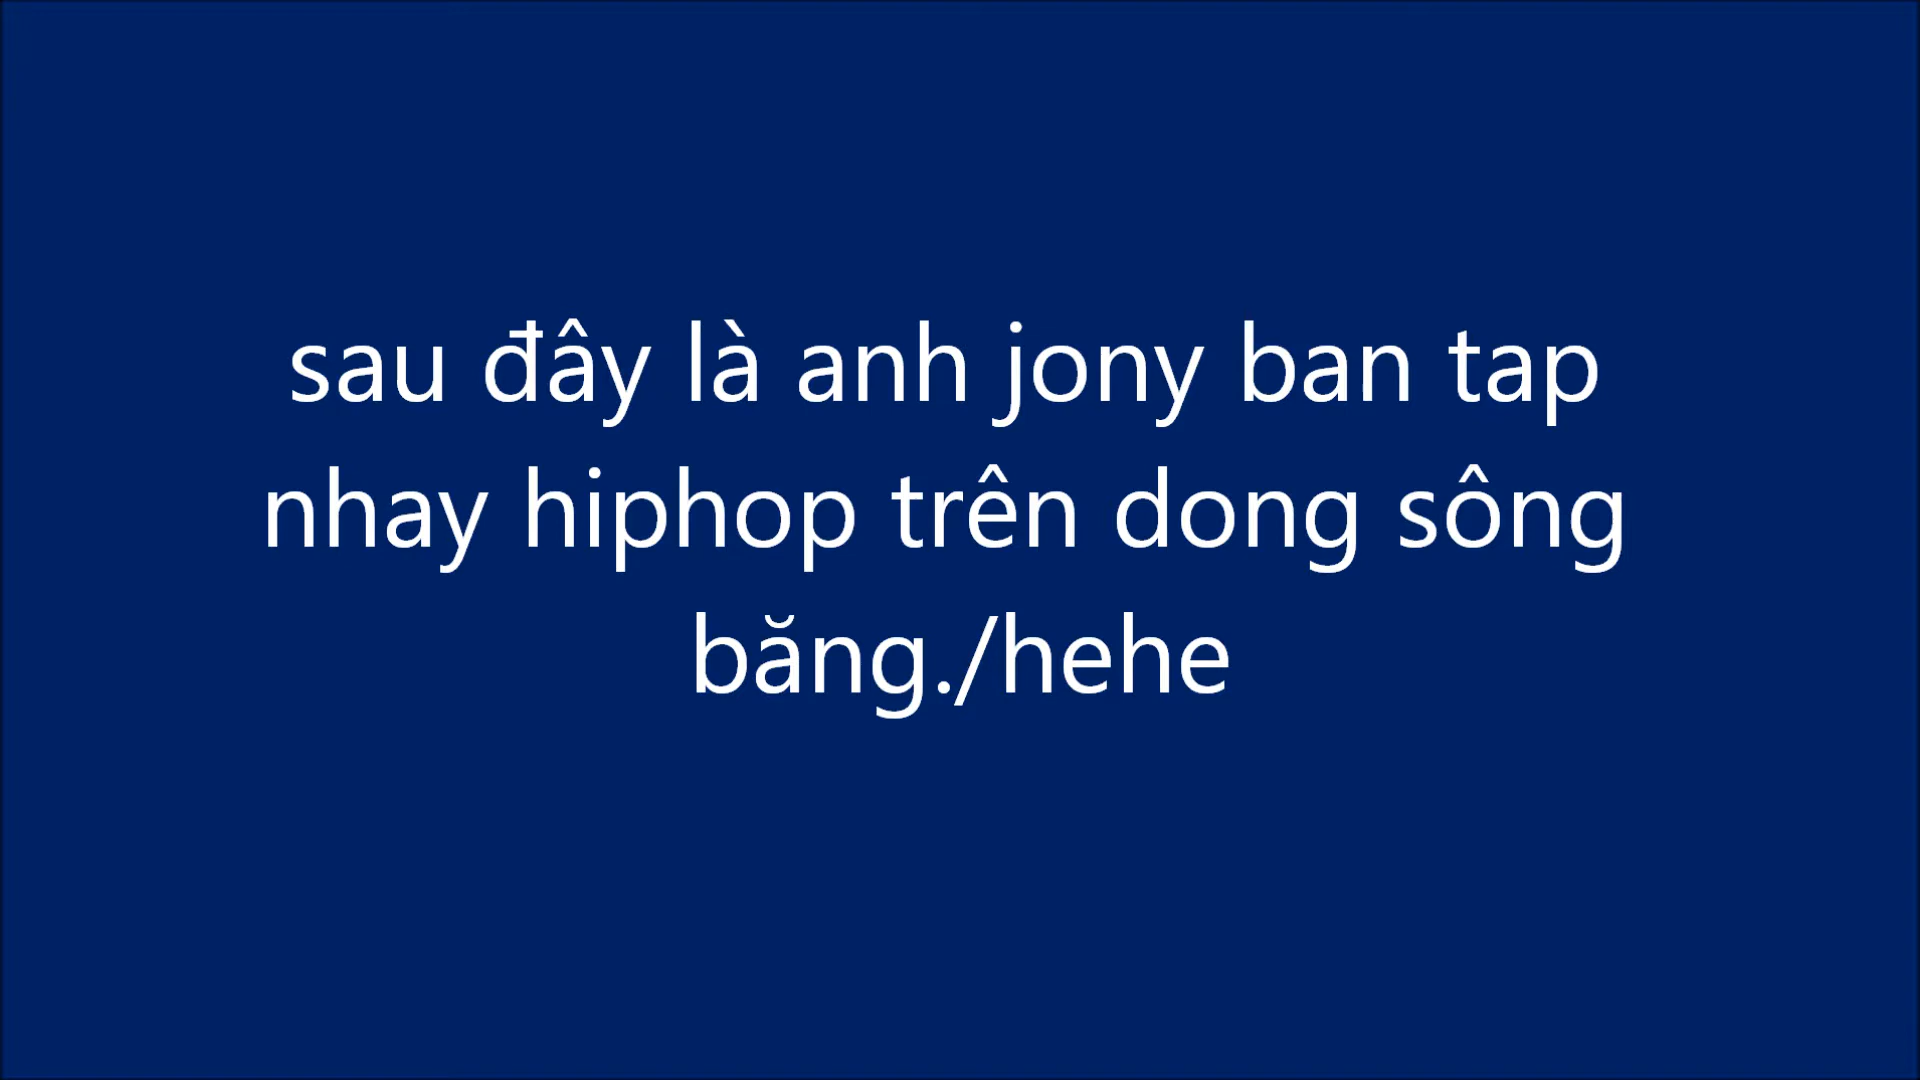 sau đây là anh jony ban tap
nhay hiphop trên dong sông
băng./hehe